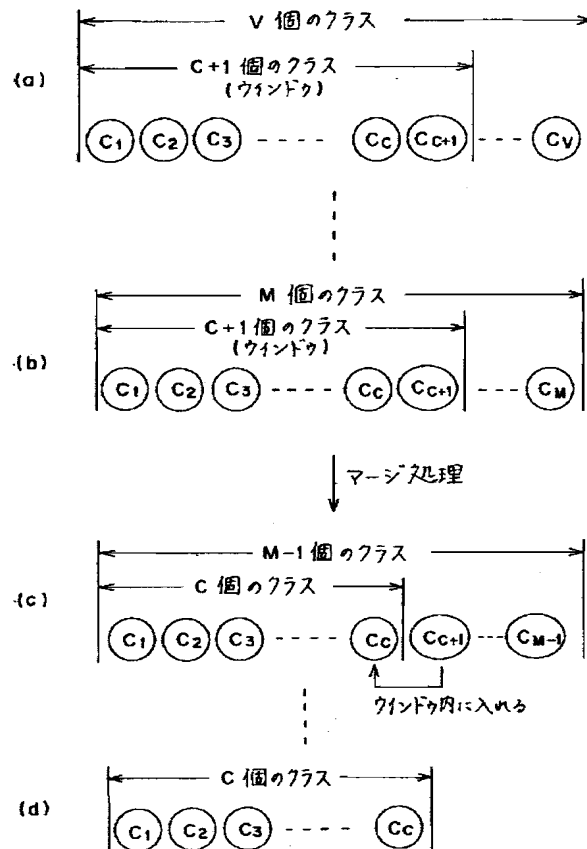 V 個のクラス
C+1 個のクラス
(ウインドウ)
(a)
C1 C2 C3 ---- Cc Cc+1 --- Cv
M 個のクラス
C+1 個のクラス
(ウインドウ)
(b)
C1 C2 C3 ---- Cc Cc+1 --- CM
マージ処理
M-1 個のクラス
C 個のクラス
(c)
C1 C2 C3 ---- Cc Cc+1 --- CM-1
ウインドウ内に入れる
C 個のクラス
(d)
C1 C2 C3 ---- Cc